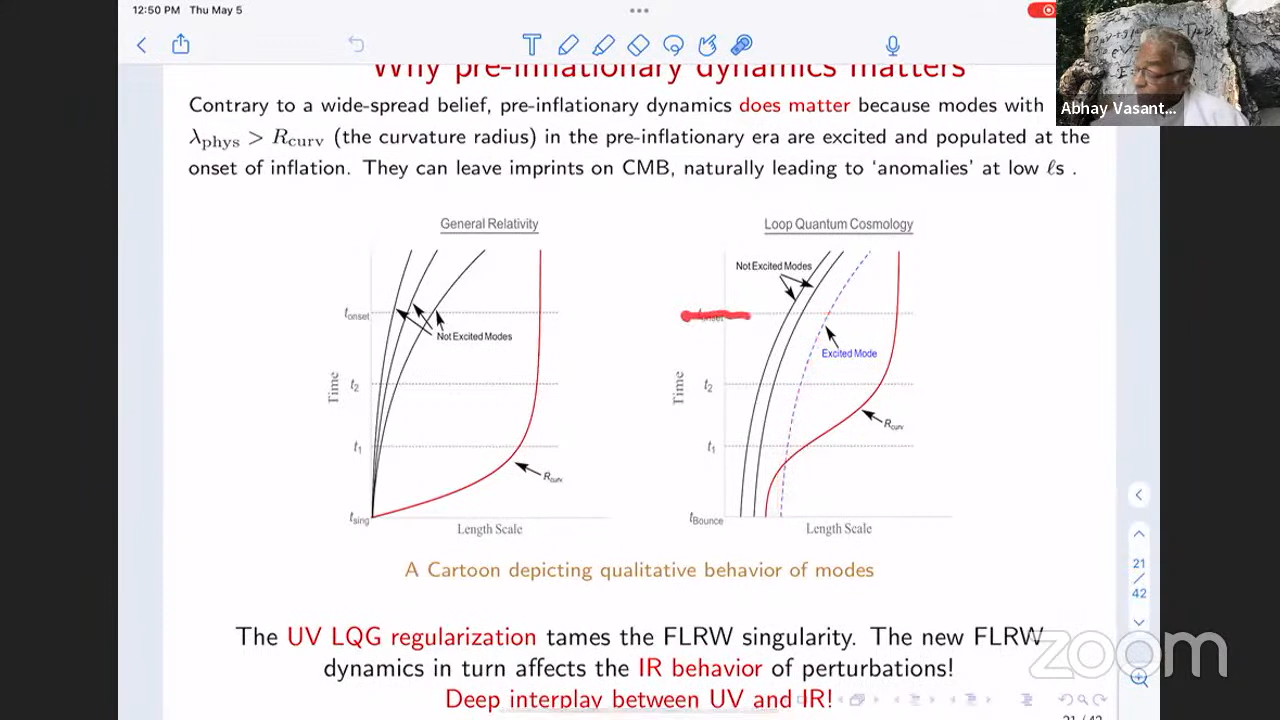 12:50 PM Thu May 5
Abhay Vasant...
Why pre-inflationary dynamics matters
Contrary to a wide-spread belief, pre-inflationary dynamics does matter because modes with
λphys > Rcurv (the curvature radius) in the pre-inflationary era are excited and populated at the
onset of inflation. They can leave imprints on CMB, naturally leading to ‘anomalies’ at low ℓs .
General Relativity
tonset
Not Excited Modes
t2
Time
t1
Rcurv
tsing
Length Scale
Loop Quantum Cosmology
Not Excited Modes
Excited Mode
t2
Time
Rcurv
t1
tBounce
Length Scale
A Cartoon depicting qualitative behavior of modes
The UV LQG regularization tames the FLRW singularity. The new FLRW
dynamics in turn affects the IR behavior of perturbations!
Deep interplay between UV and IR!
21
/
42
zoom